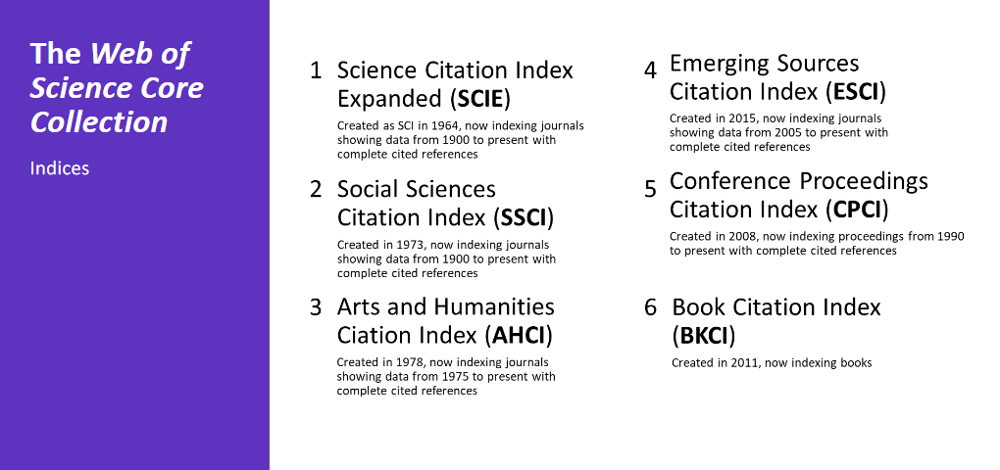 The Web of
Science Core
Collection
Indices
1 Science Citation Index
Expanded (SCIE)
Created as SCI in 1964, now indexing journals
showing data from 1900 to present with
complete cited references
2 Social Sciences
Citation Index (SSCI)
Created in 1973, now indexing journals
showing data from 1900 to present with
complete cited references
3 Arts and Humanities
Ciation Index (AHCI)
Created in 1978, now indexing journals
showing data from 1975 to present with
complete cited references
4 Emerging Sources
Citation Index (ESCI)
Created in 2015, now indexing journals
showing data from 2005 to present with
complete cited references
5 Conference Proceedings
Citation Index (CPCI)
Created in 2008, now indexing proceedings from 1990
to present with complete cited references
6 Book Citation Index
(BKCI)
Created in 2011, now indexing books